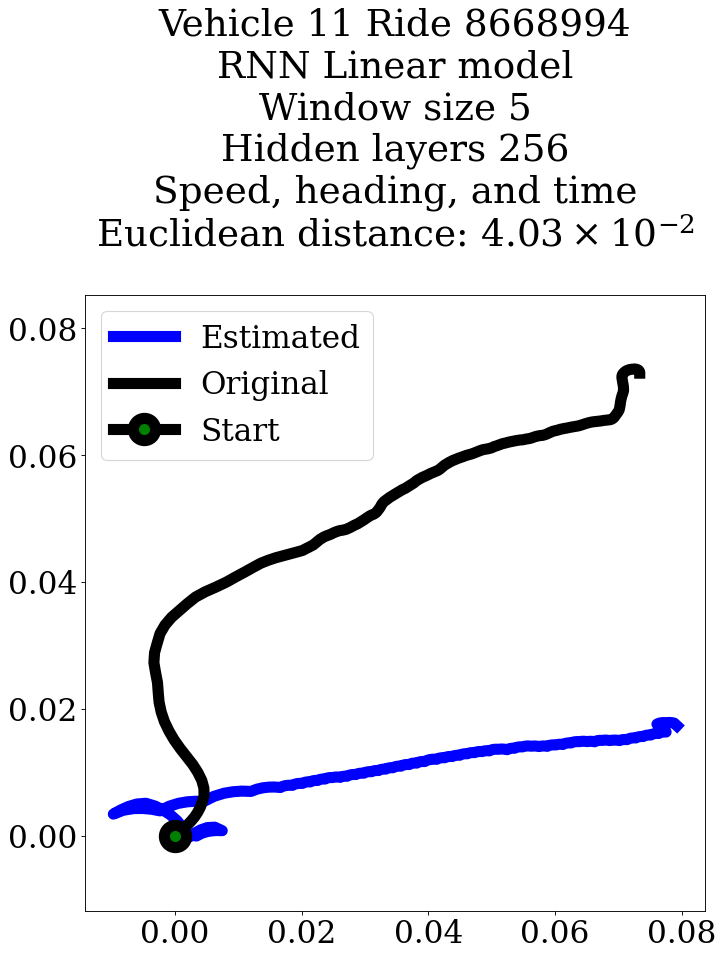 Vehicle 11 Ride 8668994
RNN Linear model
Window size 5
Hidden layers 256
Speed, heading, and time
Euclidean distance: 4.03 × 10⁻²
Estimated
Original
Start
0.08
0.06
0.04
0.02
0.00
0.00 0.02 0.04 0.06 0.08